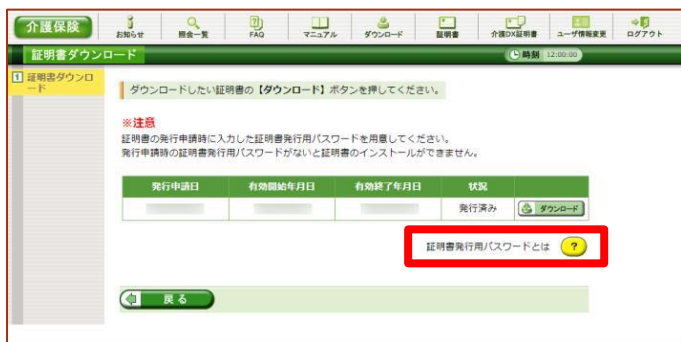 介護保険
お知らせ
照会一覧
FAQ
マニュアル
ダウンロード
証明書
介護DX証明書
ユーザ情報変更
ログアウト
証明書ダウンロード
時刻 12:00:00
1 証明書ダウンロ
ード
ダウンロードしたい証明書の【ダウンロード】ボタンを押してください。
※注意
証明書の発行申請時に入力した証明書発行用パスワードを用意してください。
発行申請時の証明書発行用パスワードがないと証明書のインストールができません。
発行申請日 有効開始年月日 有効終了年月日 状況
発行済み ダウンロード
証明書発行用パスワードとは ?
戻る